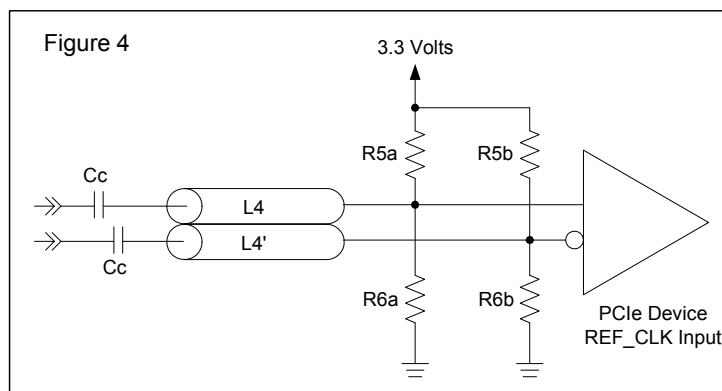 Figure 4
3.3 Volts
R5a
R5b
Cc
L4
L4'
Cc
R6a
R6b
PCIe Device
REF_CLK Input